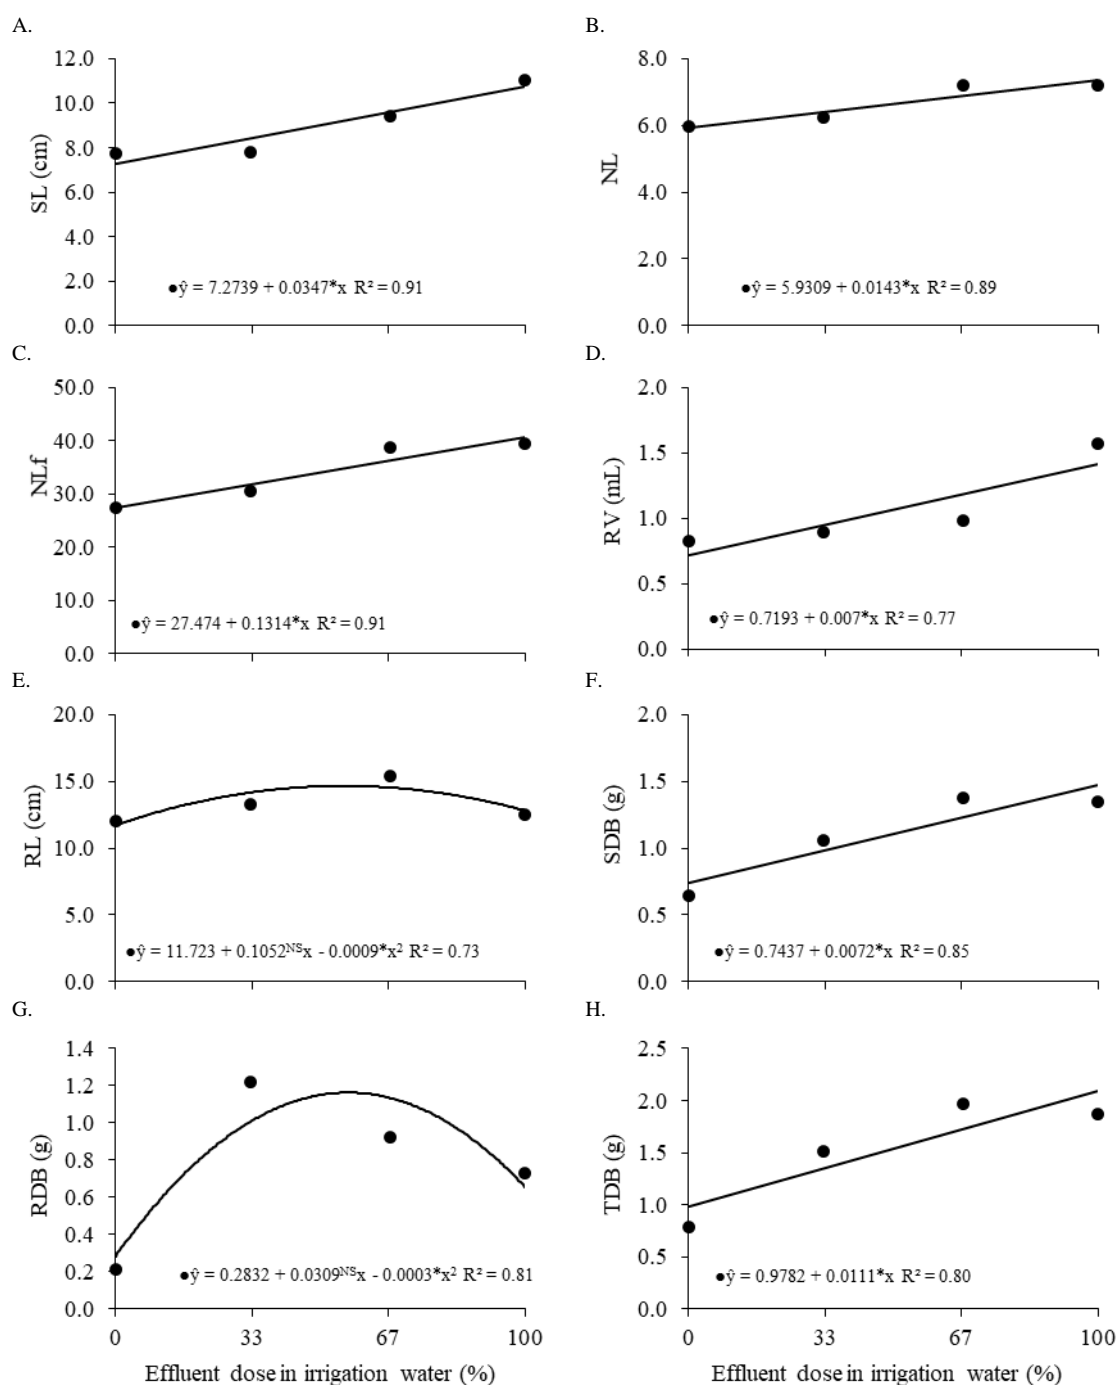 A.
12.0
10.0
8.0
6.0
4.0
2.0
0.0
SL (cm)
●ŷ = 7.2739 + 0.0347*x R² = 0.91
B.
8.0
6.0
4.0
2.0
0.0
NL
●ŷ = 5.9309 + 0.0143*x R² = 0.89
C.
50.0
40.0
30.0
20.0
10.0
0.0
NLf
●ŷ = 27.474 + 0.1314*x R² = 0.91
D.
2.0
1.5
1.0
0.5
0.0
RV (mL)
●ŷ = 0.7193 + 0.007*x R² = 0.77
E.
20.0
15.0
10.0
5.0
0.0
RL (cm)
●ŷ = 11.723 + 0.1052ᴺˢx - 0.0009*x² R² = 0.73
F.
2.0
1.5
1.0
0.5
0.0
SDB (g)
●ŷ = 0.7437 + 0.0072*x R² = 0.85
G.
1.4
1.2
1.0
0.8
0.6
0.4
0.2
0.0
RDB (g)
●ŷ = 0.2832 + 0.0309ᴺˢx - 0.0003*x² R² = 0.81
0 33 67 100
Effluent dose in irrigation water (%)
H.
2.5
2.0
1.5
1.0
0.5
0.0
TDB (g)
●ŷ = 0.9782 + 0.0111*x R² = 0.80
0 33 67 100
Effluent dose in irrigation water (%)